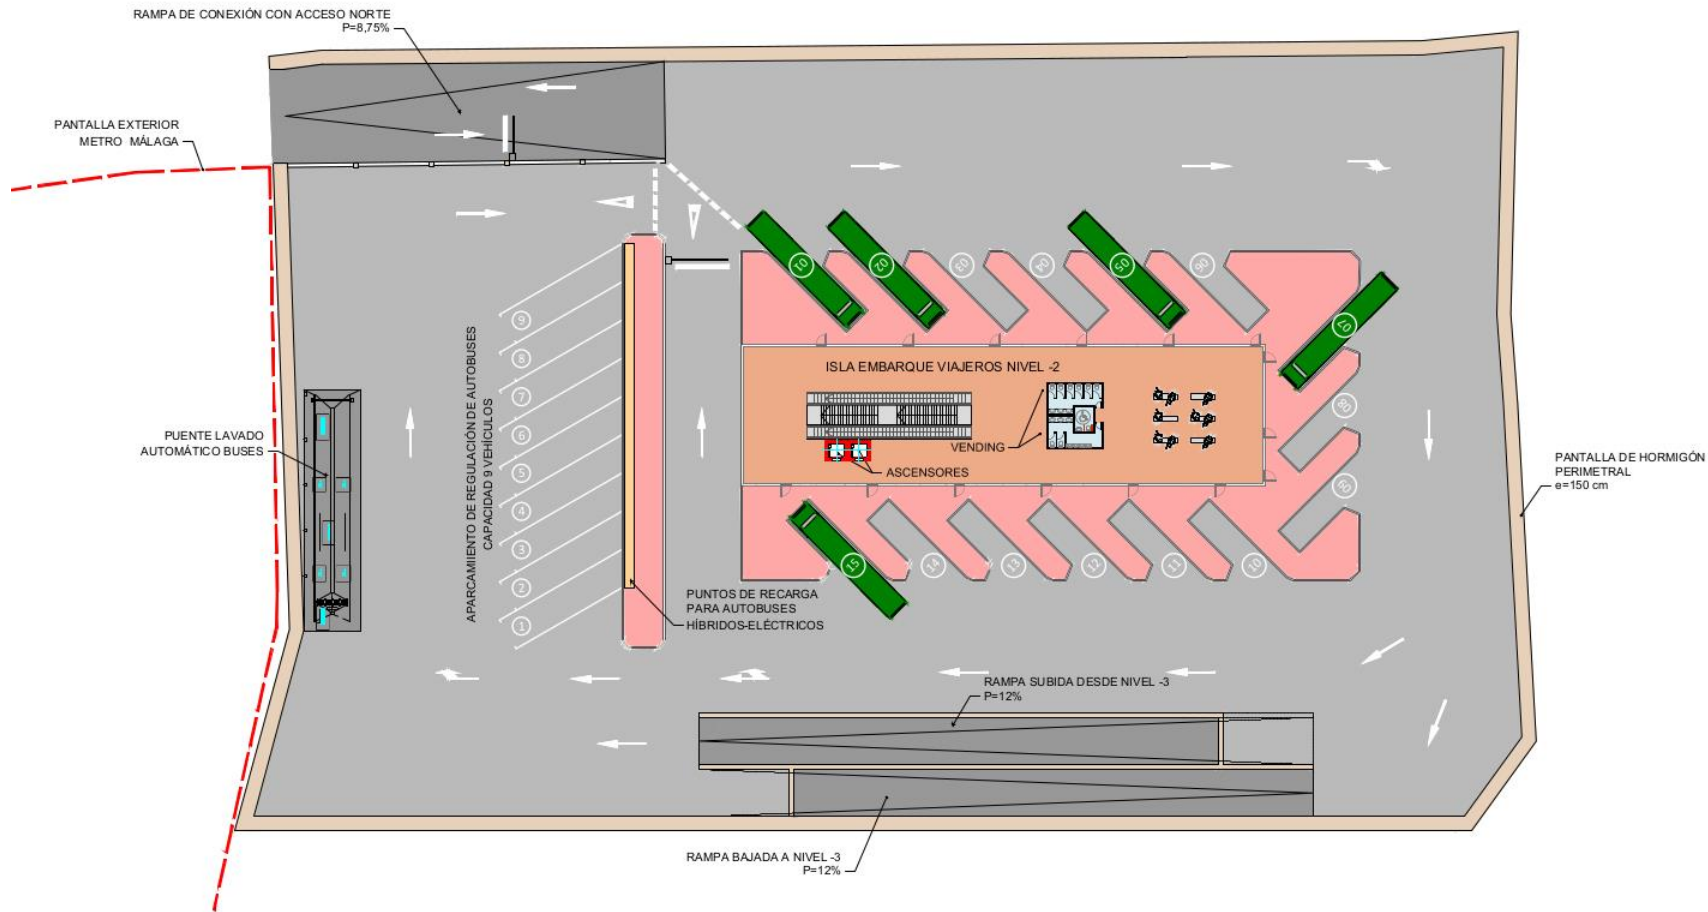 RAMPA DE CONEXIÓN CON ACCESO NORTE
P=8,75%
PANTALLA EXTERIOR
METRO MÁLAGA
01
02
03
04
05
06
07
08
09
10
11
12
13
14
15
ISLA EMBARQUE VIAJEROS NIVEL -2
VENDING
ASCENSORES
APARCAMIENTO DE REGULACIÓN DE AUTOBUSES
CAPACIDAD 9 VEHÍCULOS
9
8
7
6
5
4
3
2
1
PUENTE LAVADO
AUTOMÁTICO BUSES
PANTALLA DE HORMIGÓN
PERIMETRAL
e=150 cm
PUNTOS DE RECARGA
PARA AUTOBUSES
HÍBRIDOS-ELÉCTRICOS
RAMPA SUBIDA DESDE NIVEL -3
P=12%
RAMPA BAJADA A NIVEL -3
P=12%